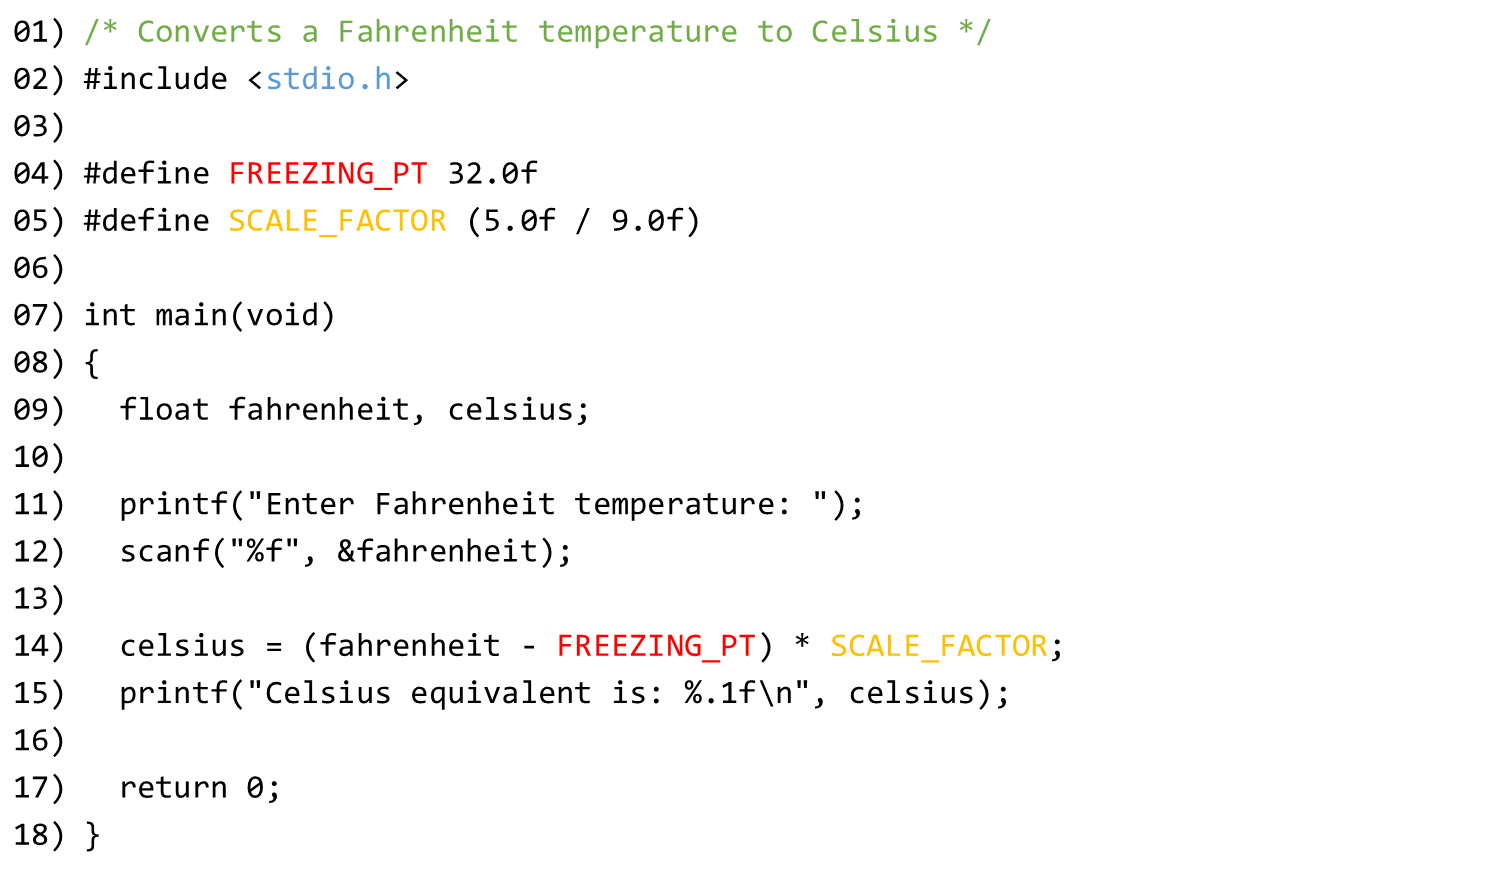 01) /* Converts a Fahrenheit temperature to Celsius */
02) #include <stdio.h>
03)
04) #define FREEZING_PT 32.0f
05) #define SCALE_FACTOR (5.0f / 9.0f)
06)
07) int main(void)
08) {
09)   float fahrenheit, celsius;
10)
11)   printf("Enter Fahrenheit temperature: ");
12)   scanf("%f", &fahrenheit);
13)
14)   celsius = (fahrenheit - FREEZING_PT) * SCALE_FACTOR;
15)   printf("Celsius equivalent is: %.1f\n", celsius);
16)
17)   return 0;
18) }